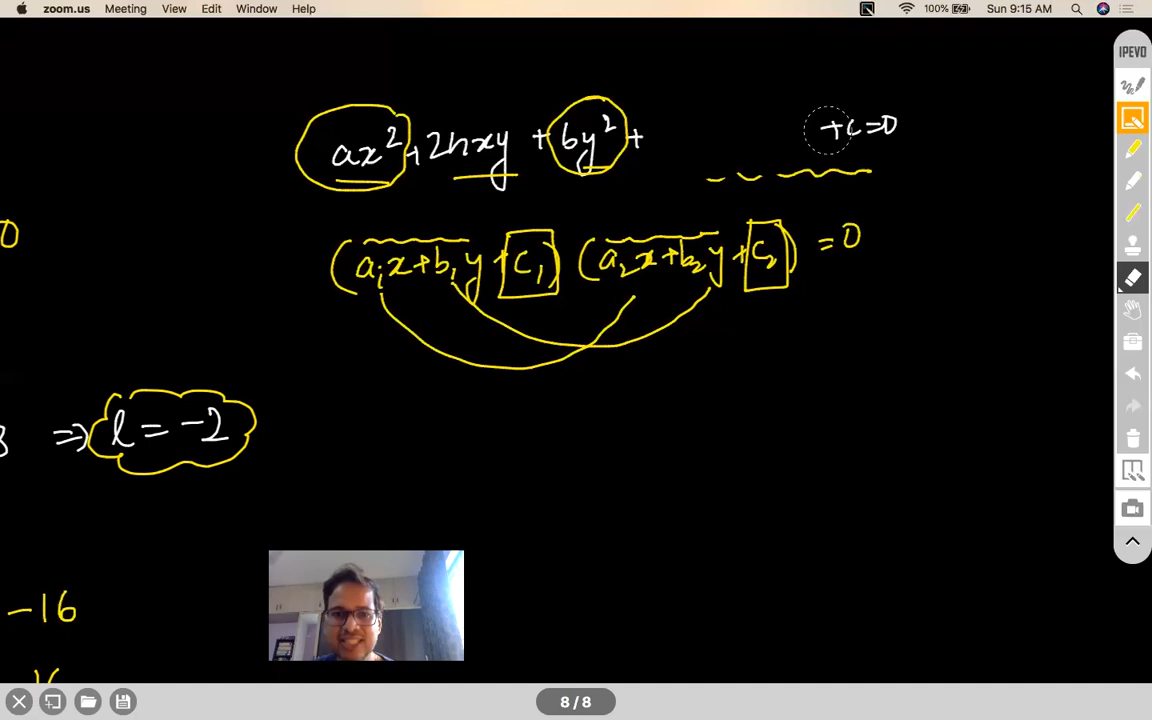 zoom.us Meeting View Edit Window Help 100% Sun 9:15 AM
IPEVO
ax²+2hxy+by²+ +c=0
(a₁x+b₁y+c₁)(a₂x+b₂y+c₂)=0
0
⇒ l=-2
-16
8/8